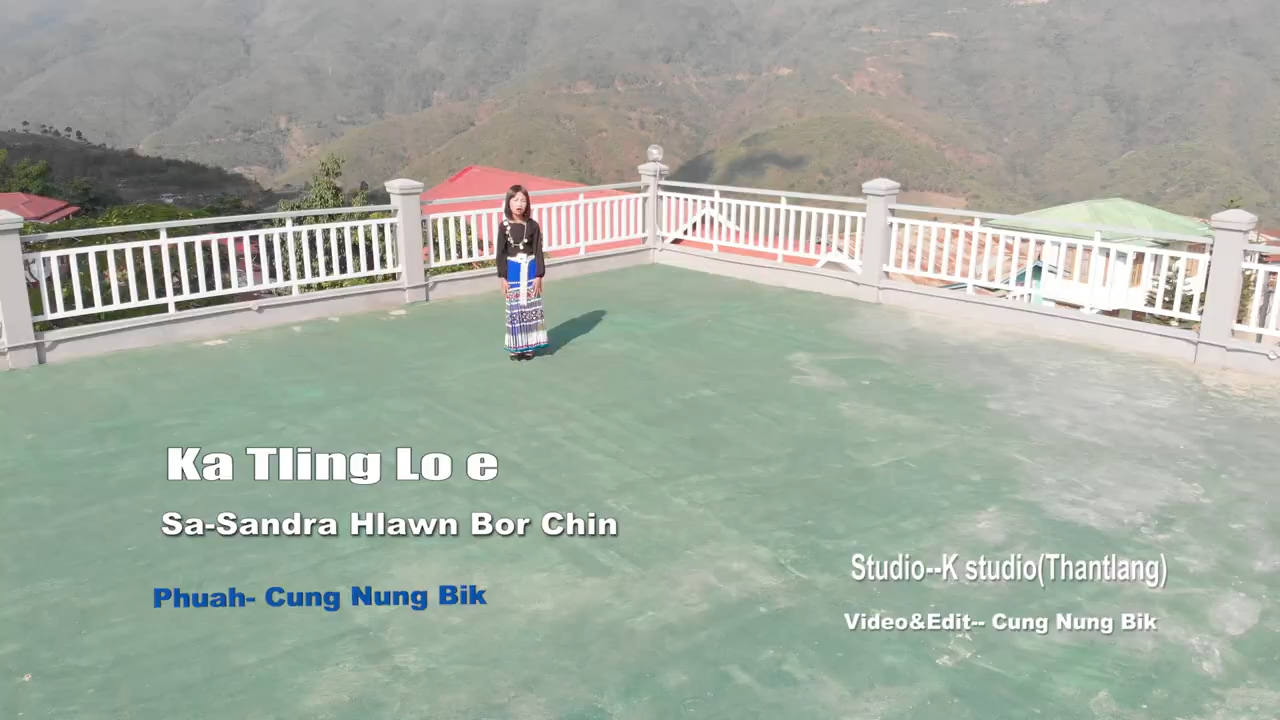 Ka Tling Lo e
Sa-Sandra Hlawn Bor Chin
Phuah- Cung Nung Bik
Studio--K studio(Thantlang)
Video&Edit-- Cung Nung Bik